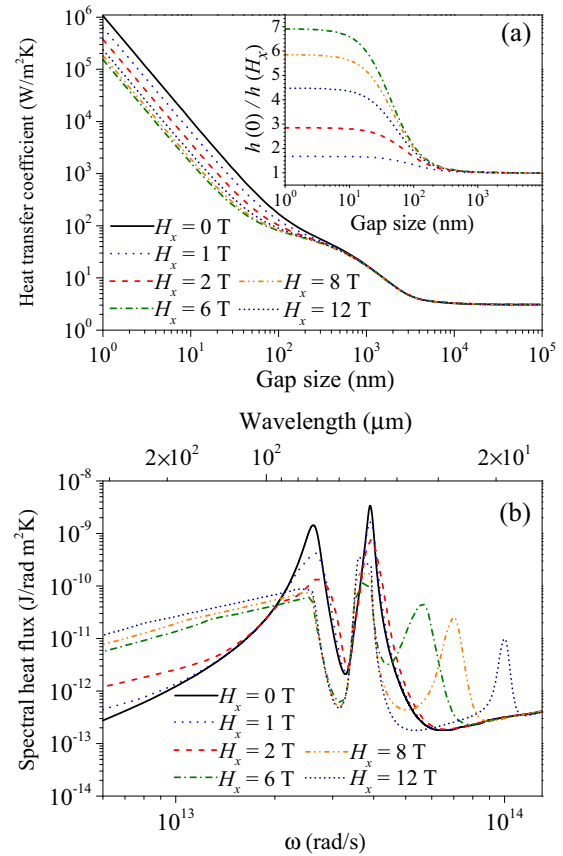 (a)
Heat transfer coefficient (W/m²K)
10⁶
10⁵
10⁴
10³
10²
10¹
10⁰
h (0) / h (Hₓ)
7
6
5
4
3
2
1
10⁰ 10¹ 10² 10³
Gap size (nm)
Hₓ = 0 T
Hₓ = 1 T
Hₓ = 2 T Hₓ = 8 T
Hₓ = 6 T Hₓ = 12 T
10⁰ 10¹ 10² 10³ 10⁴ 10⁵
Gap size (nm)
Wavelength (μm)
2×10² 10² 2×10¹
(b)
Spectral heat flux (J/rad m²K)
10⁻⁸
10⁻⁹
10⁻¹⁰
10⁻¹¹
10⁻¹²
10⁻¹³
10⁻¹⁴
Hₓ = 0 T
Hₓ = 1 T
Hₓ = 2 T Hₓ = 8 T
Hₓ = 6 T Hₓ = 12 T
10¹³ 10¹⁴
ω (rad/s)